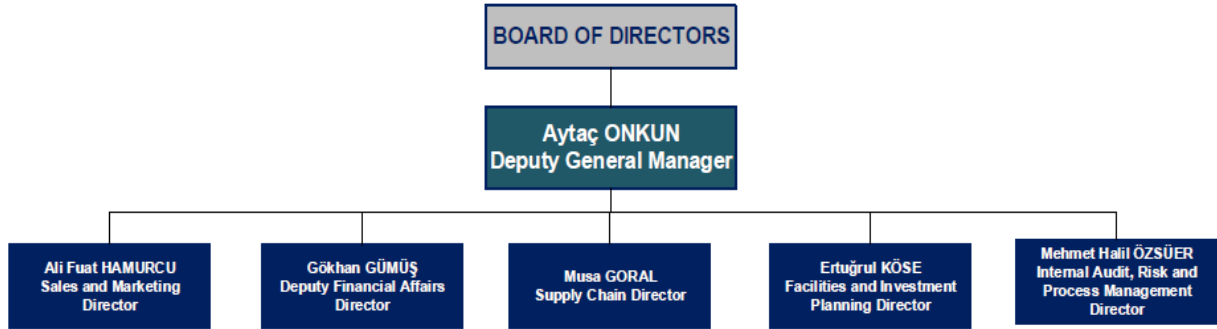 BOARD OF DIRECTORS
Aytaç ONKUN
Deputy General Manager
Ali Fuat HAMURCU
Sales and Marketing
Director
Gökhan GÜMÜŞ
Deputy Financial Affairs
Director
Musa GORAL
Supply Chain Director
Ertuğrul KÖSE
Facilities and Investment
Planning Director
Mehmet Halil ÖZSÜER
Internal Audit, Risk and
Process Management
Director